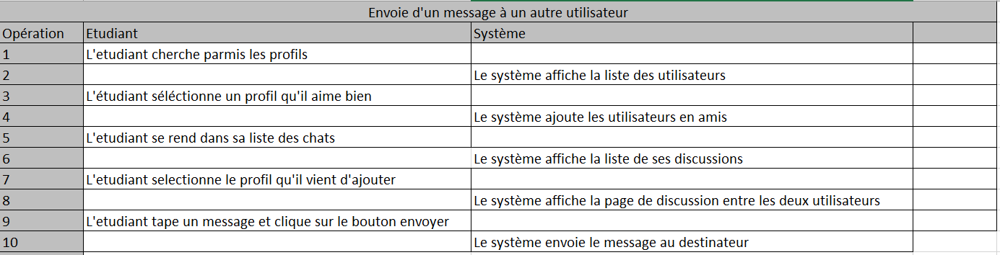 Envoie d'un message à un autre utilisateur
Opération Etudiant Système
1 L'etudiant cherche parmis les profils
2 Le système affiche la liste des utilisateurs
3 L'étudiant séléctionne un profil qu'il aime bien
4 Le système ajoute les utilisateurs en amis
5 L'etudiant se rend dans sa liste des chats
6 Le système affiche la liste de ses discussions
7 L'etudiant selectionne le profil qu'il vient d'ajouter
8 Le système affiche la page de discussion entre les deux utilisateurs
9 L'etudiant tape un message et clique sur le bouton envoyer
10 Le système envoie le message au destinateur